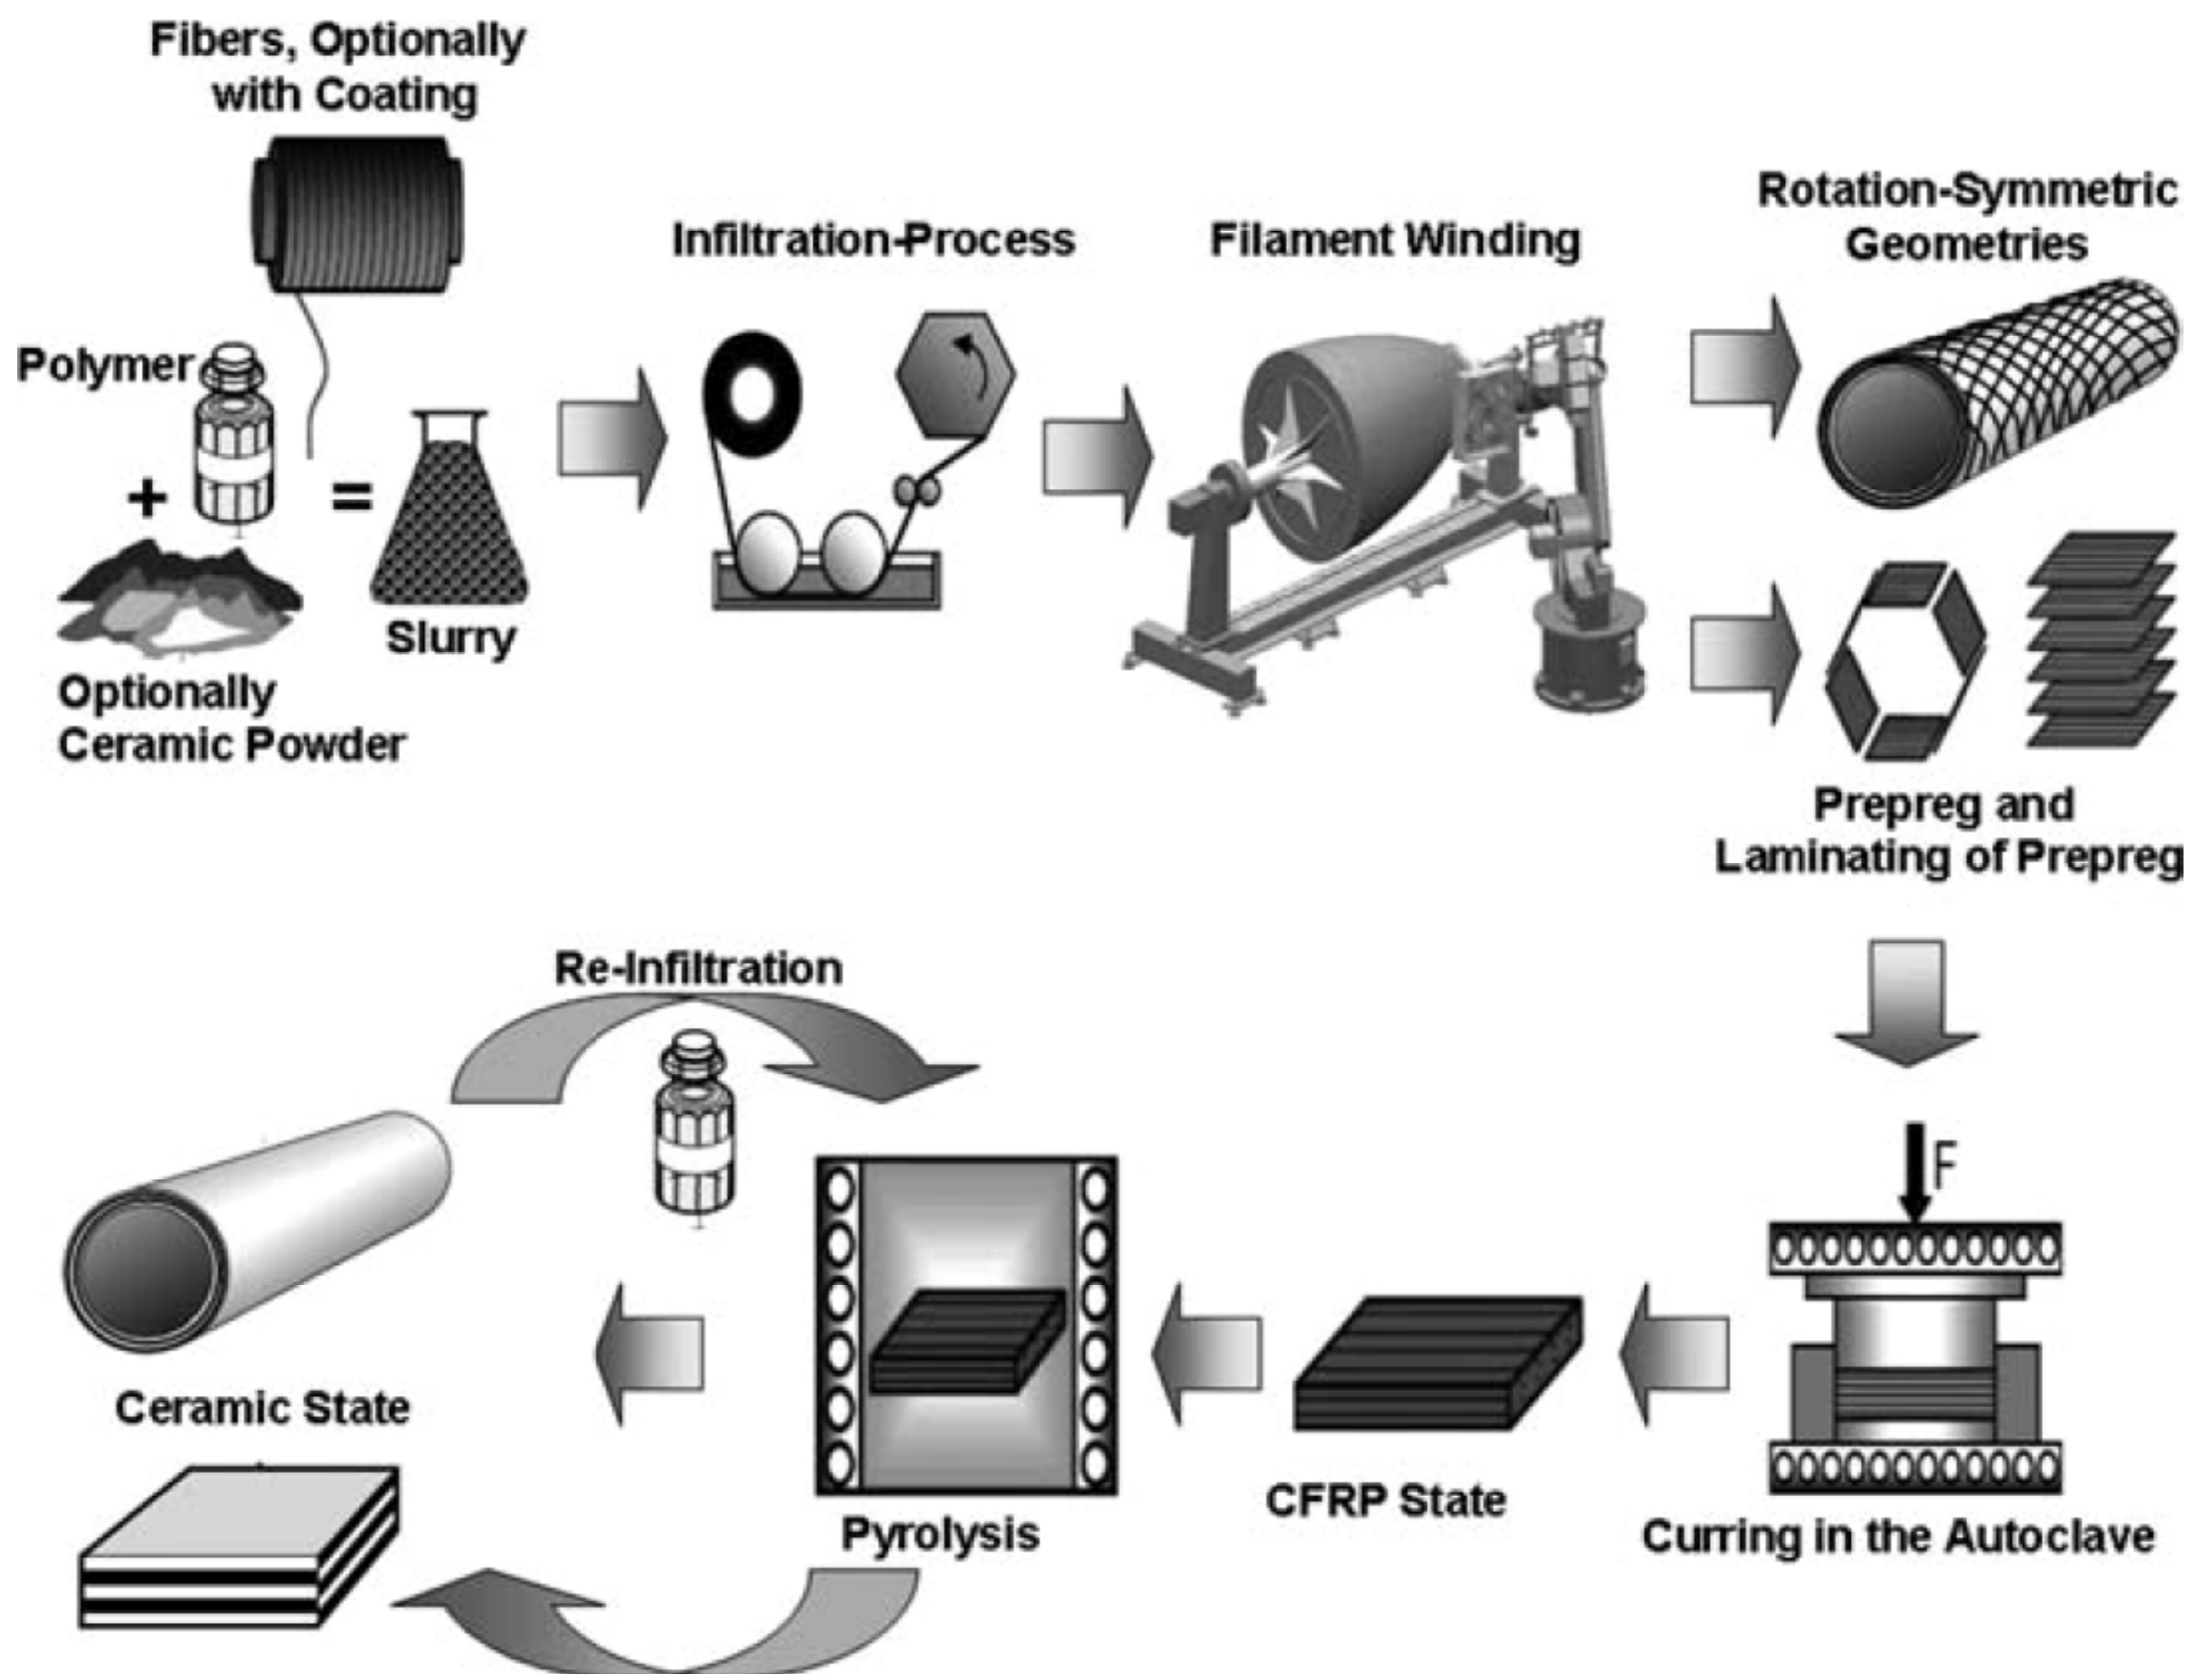 Fibers, Optionally
with Coating
Polymer
+
=
Slurry
Optionally
Ceramic Powder
Infiltration-Process
Filament Winding
Rotation-Symmetric
Geometries
Prepreg and
Laminating of Prepreg
F
Curring in the Autoclave
CFRP State
Pyrolysis
Re-Infiltration
Ceramic State